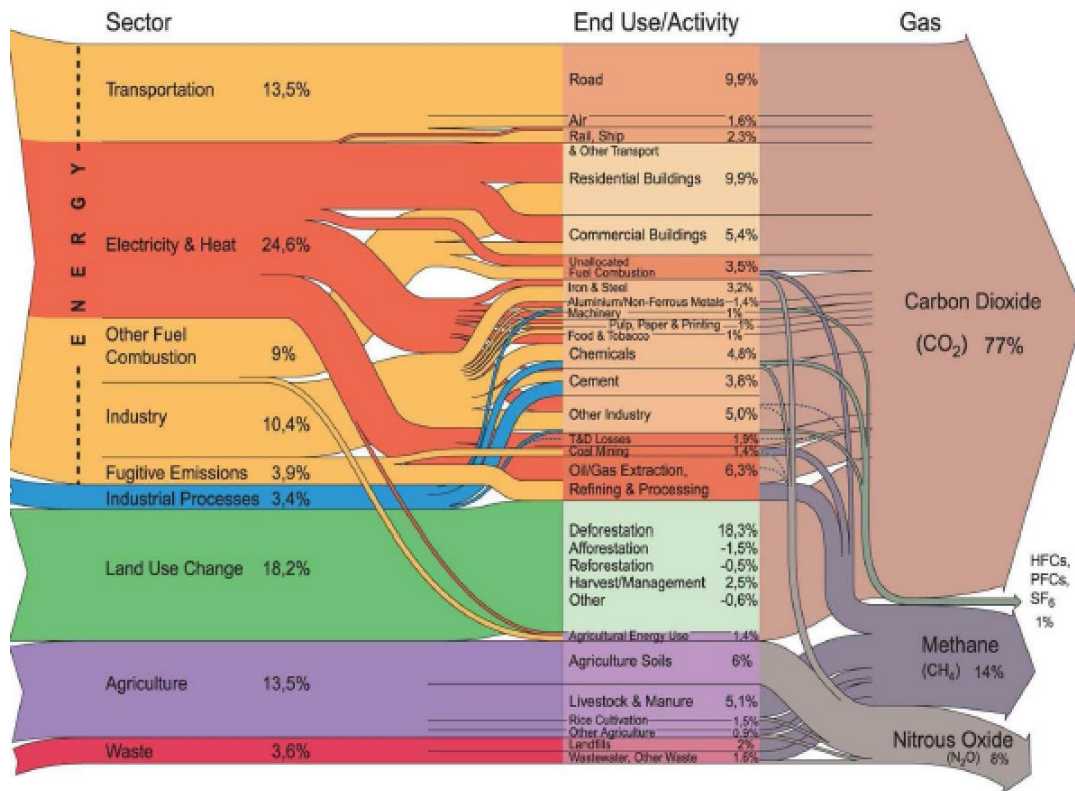 Sector
End Use/Activity
Gas
ENERGY
Transportation 13,5%
Electricity & Heat 24,6%
Other Fuel
Combustion 9%
Industry 10,4%
Fugitive Emissions 3,9%
Industrial Processes 3,4%
Land Use Change 18,2%
Agriculture 13,5%
Waste 3,6%
Road 9,9%
Air 1,6%
Rail, Ship 2.3%
& Other Transport
Residential Buildings 9,9%
Commercial Buildings 5,4%
Unallocated
Fuel Combustion 3,5%
Iron & Steel 3,2%
Aluminium/Non-Ferrous Metals 1,4%
Machinery 1%
Pulp, Paper & Printing 1%
Food & Tobacco 1%
Chemicals 4,8%
Cement 3,8%
Other Industry 5,0%
T&D Losses 1,9%
Coal Mining 1,4%
Oil/Gas Extraction, 6,3%
Refining & Processing
Deforestation 18,3%
Afforestation -1,5%
Reforestation -0,5%
Harvest/Management 2,5%
Other -0,6%
Agricultural Energy Use 1,4%
Agriculture Soils 6%
Livestock & Manure 5,1%
Rice Cultivation 1,5%
Other Agriculture 0,9%
Landfills 2%
Wastewater, Other Waste 1,6%
Carbon Dioxide
(CO₂) 77%
HFCs,
PFCs,
SF₆
1%
Methane
(CH₄) 14%
Nitrous Oxide
(N₂O) 8%